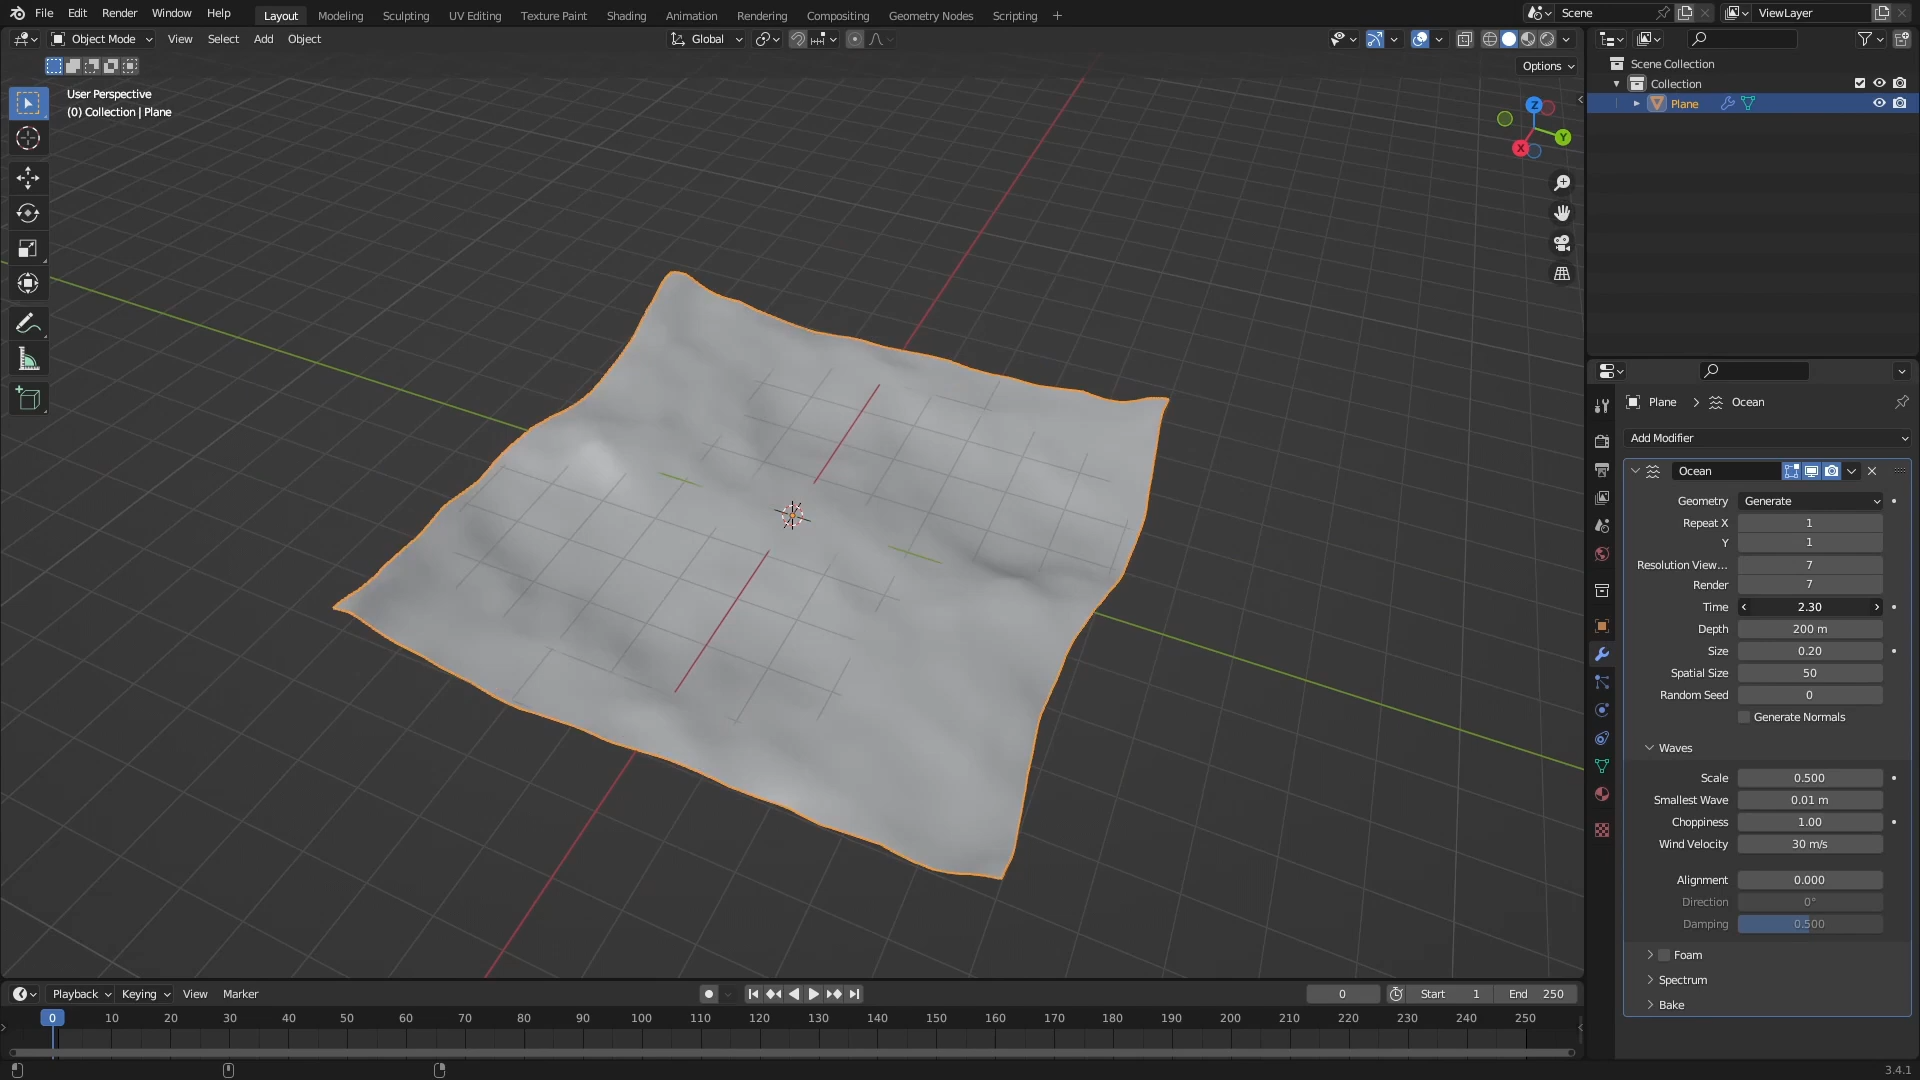 File Edit Render Window Help Layout Modeling Sculpting UV Editing Texture Paint Shading Animation Rendering Compositing Geometry Nodes Scripting + Scene ViewLayer
Object Mode View Select Add Object Global
Options
User Perspective
(0) Collection | Plane
Z
Y
X
Scene Collection
Collection
Plane
Plane > Ocean
Add Modifier
Ocean
Geometry Generate
Repeat X 1
Y 1
Resolution View... 7
Render 7
Time 2.30
Depth 200 m
Size 0.20
Spatial Size 50
Random Seed 0
Generate Normals
Waves
Scale 0.500
Smallest Wave 0.01 m
Choppiness 1.00
Wind Velocity 30 m/s
Alignment 0.000
Direction 0°
Damping 0.500
Foam
Spectrum
Bake
Playback Keying View Marker 0 Start 1 End 250
0 10 20 30 40 50 60 70 80 90 100 110 120 130 140 150 160 170 180 190 200 210 220 230 240 250
3.4.1